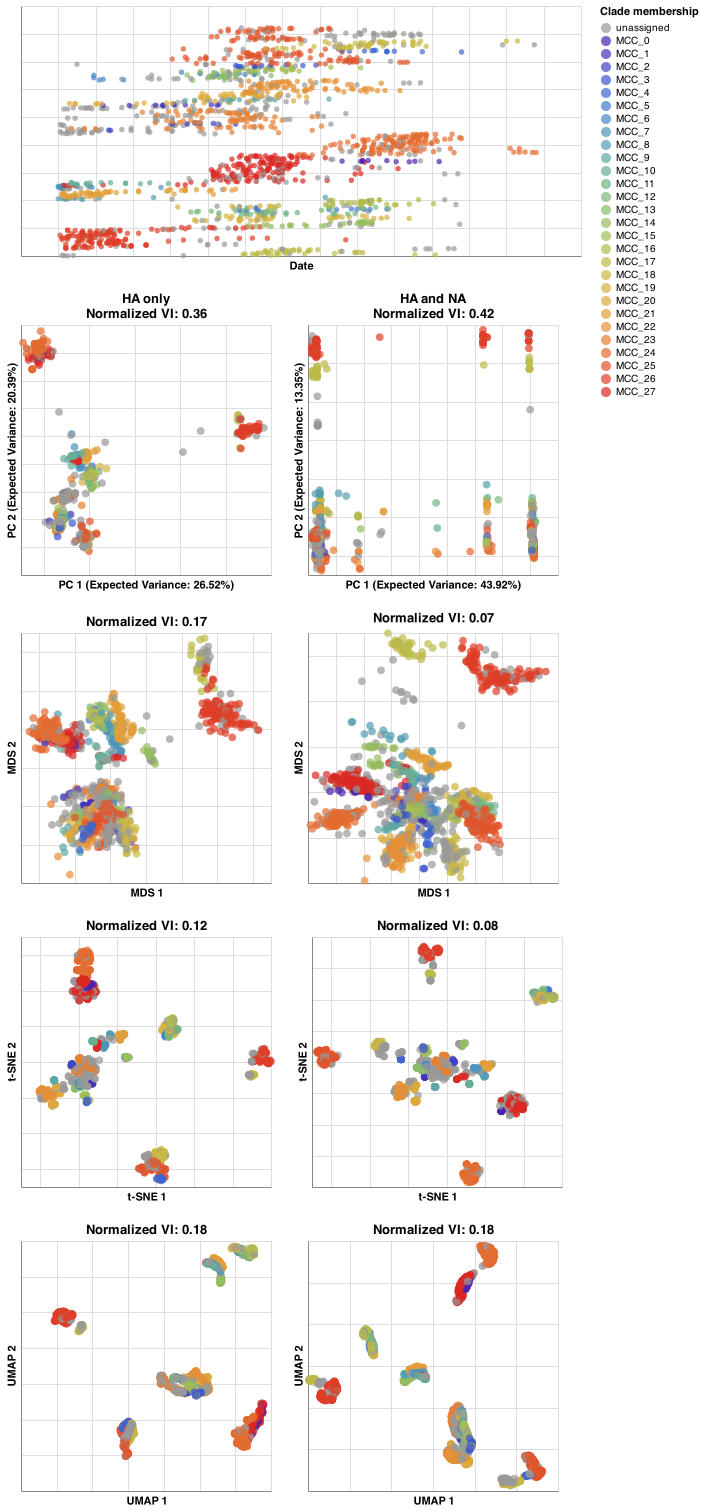 Clade membership
unassigned
MCC_0
MCC_1
MCC_2
MCC_3
MCC_4
MCC_5
MCC_6
MCC_7
MCC_8
MCC_9
MCC_10
MCC_11
MCC_12
MCC_13
MCC_14
MCC_15
MCC_16
MCC_17
MCC_18
MCC_19
MCC_20
MCC_21
MCC_22
MCC_23
MCC_24
MCC_25
MCC_26
MCC_27
Date
HA only
Normalized VI: 0.36
HA and NA
Normalized VI: 0.42
PC 2 (Expected Variance: 20.39%)
PC 1 (Expected Variance: 26.52%)
PC 2 (Expected Variance: 13.35%)
PC 1 (Expected Variance: 43.92%)
Normalized VI: 0.17
Normalized VI: 0.07
MDS 2
MDS 1
MDS 2
MDS 1
Normalized VI: 0.12
Normalized VI: 0.08
t-SNE 2
t-SNE 1
t-SNE 2
t-SNE 1
Normalized VI: 0.18
Normalized VI: 0.18
UMAP 2
UMAP 1
UMAP 2
UMAP 1